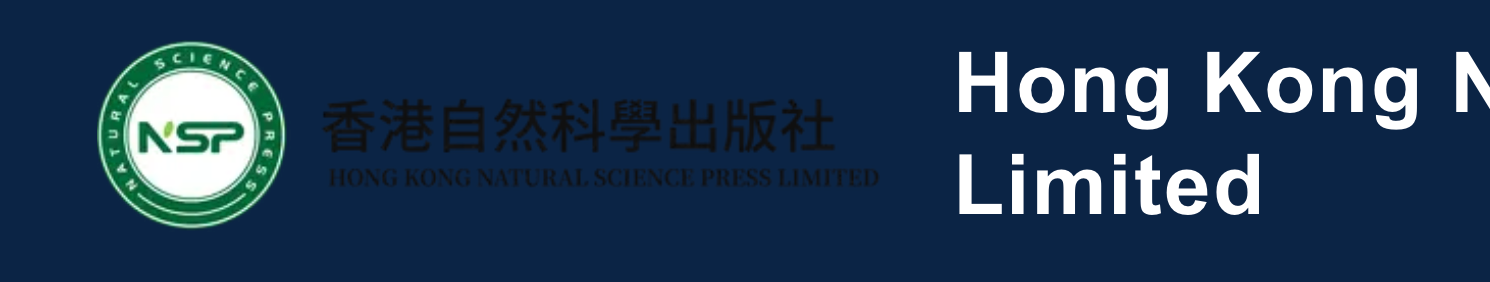 NATURAL SCIENCE PRESS
NSP
香港自然科學出版社
HONG KONG NATURAL SCIENCE PRESS LIMITED
Hong Kong N
Limited